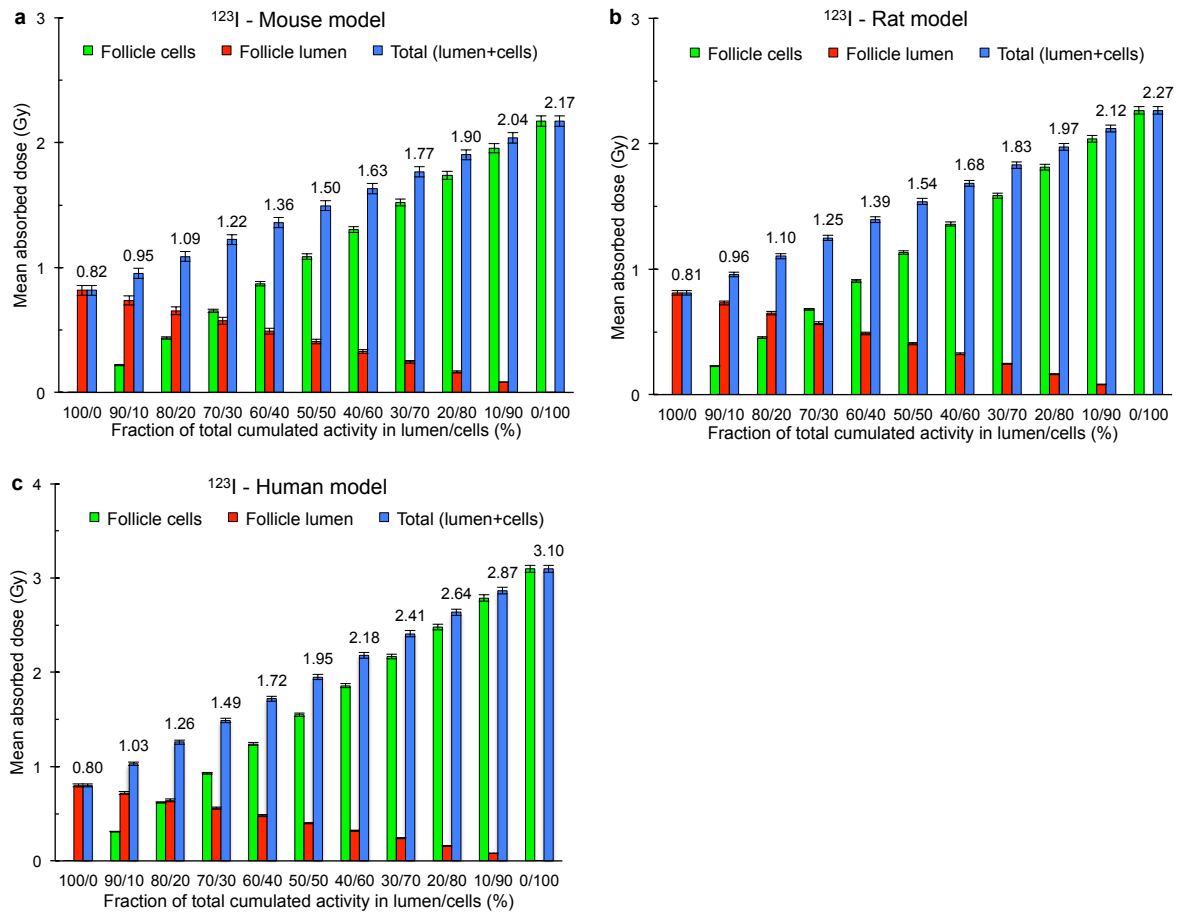 a
¹²³I - Mouse model
Follicle cells Follicle lumen Total (lumen+cells)
Mean absorbed dose (Gy)
3
2
1
0
0.82 0.95 1.09 1.22 1.36 1.50 1.63 1.77 1.90 2.04 2.17
100/0 90/10 80/20 70/30 60/40 50/50 40/60 30/70 20/80 10/90 0/100
Fraction of total cumulated activity in lumen/cells (%)
b
¹²³I - Rat model
Follicle cells Follicle lumen Total (lumen+cells)
Mean absorbed dose (Gy)
3
2
1
0
0.81 0.96 1.10 1.25 1.39 1.54 1.68 1.83 1.97 2.12 2.27
100/0 90/10 80/20 70/30 60/40 50/50 40/60 30/70 20/80 10/90 0/100
Fraction of total cumulated activity in lumen/cells (%)
c
¹²³I - Human model
Follicle cells Follicle lumen Total (lumen+cells)
Mean absorbed dose (Gy)
4
3
2
1
0
0.80 1.03 1.26 1.49 1.72 1.95 2.18 2.41 2.64 2.87 3.10
100/0 90/10 80/20 70/30 60/40 50/50 40/60 30/70 20/80 10/90 0/100
Fraction of total cumulated activity in lumen/cells (%)